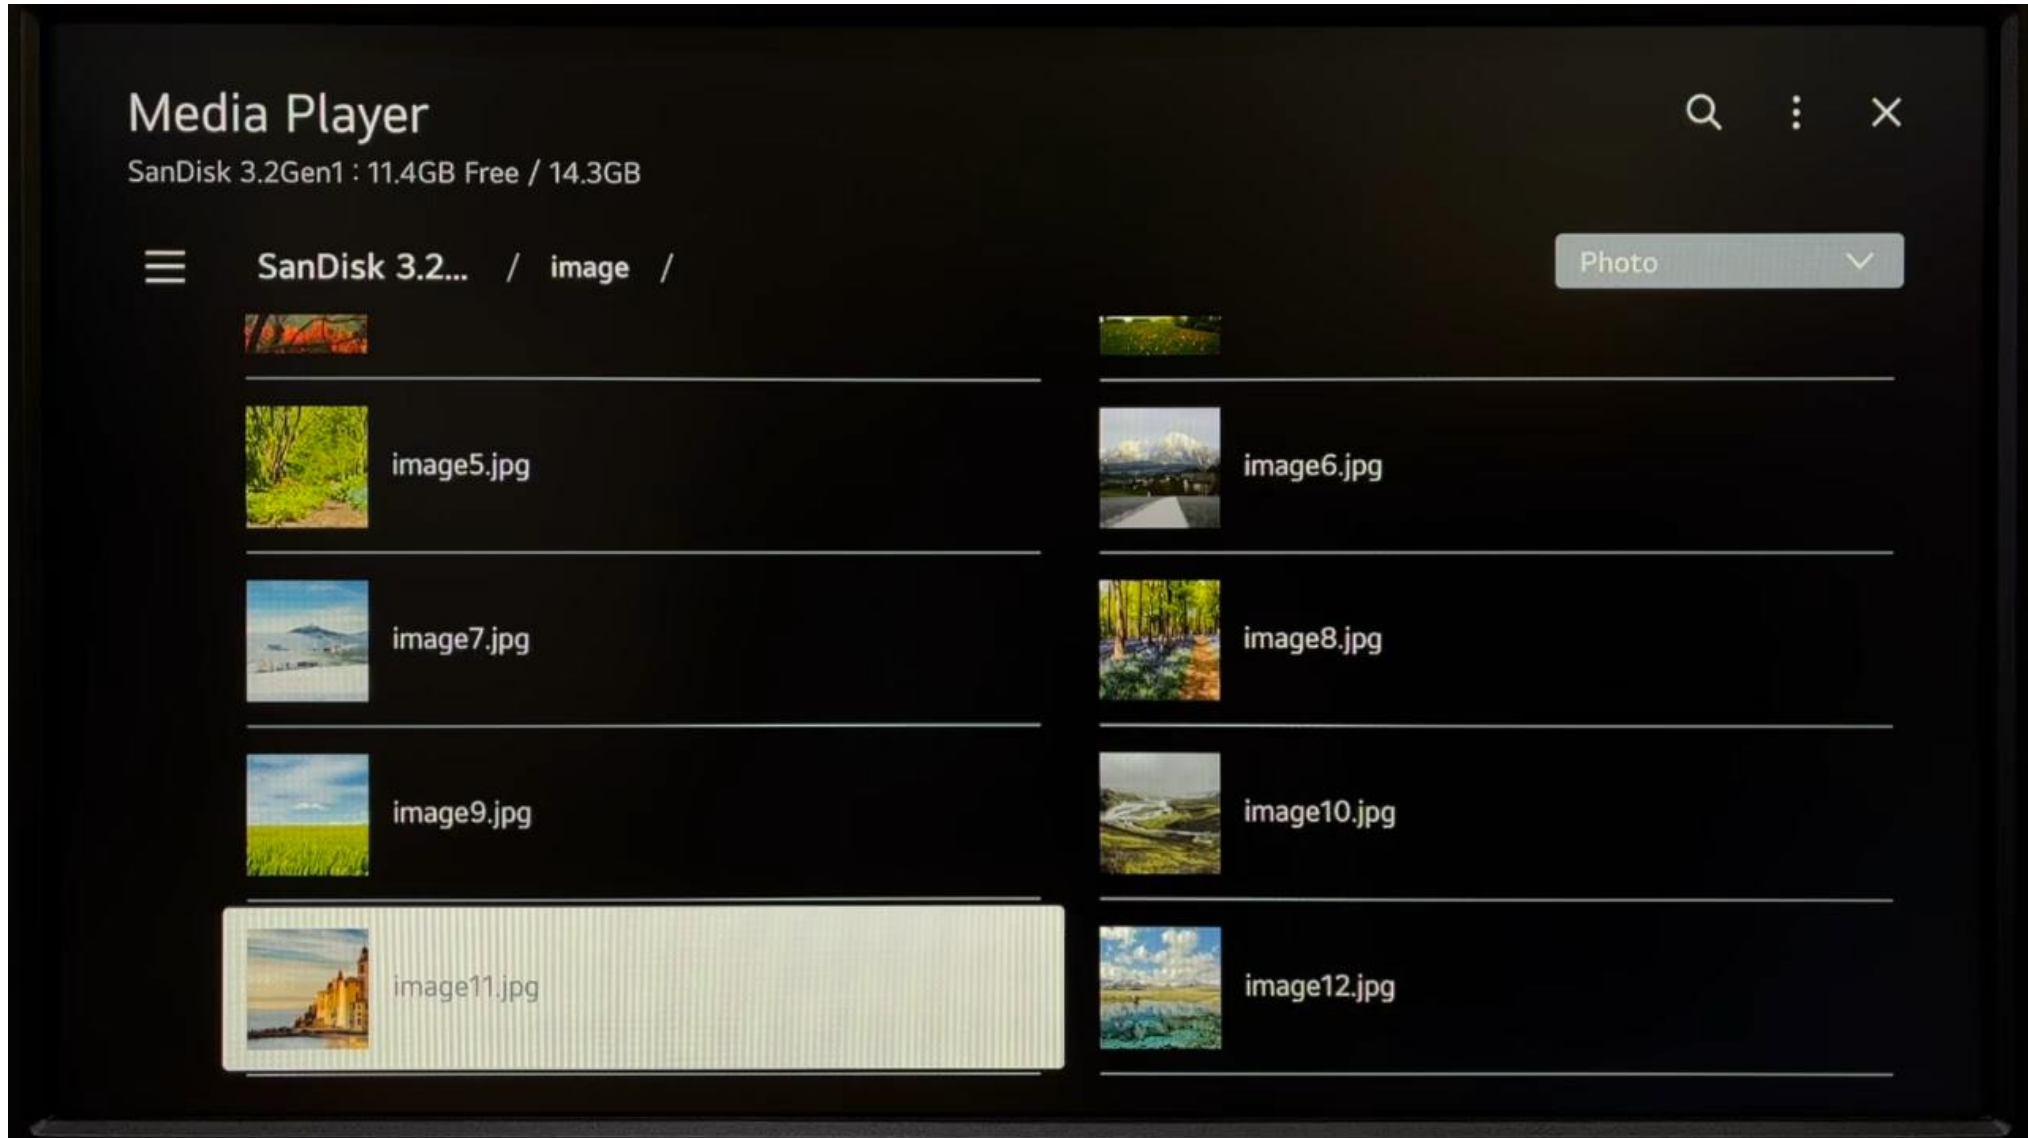 Media Player
SanDisk 3.2Gen1 : 11.4GB Free / 14.3GB
SanDisk 3.2... / image /
Photo
image5.jpg
image6.jpg
image7.jpg
image8.jpg
image9.jpg
image10.jpg
image11.jpg
image12.jpg